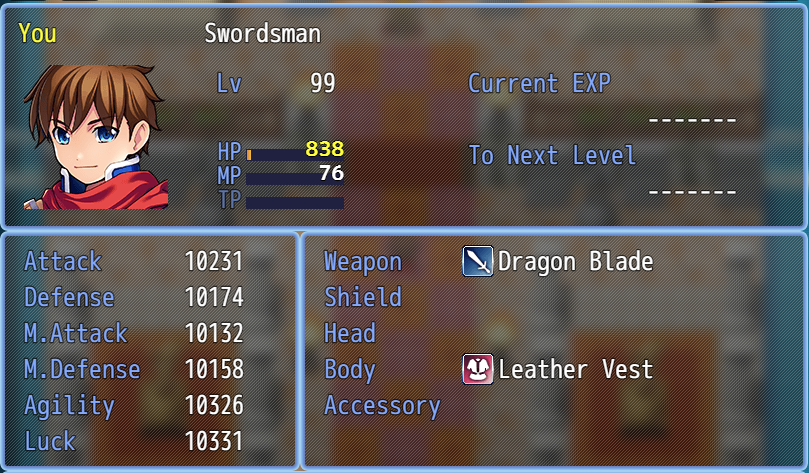 You Swordsman
Lv 99
Current EXP
-------
HP 838
To Next Level
MP 76
-------
TP
Attack 10231
Defense 10174
M.Attack 10132
M.Defense 10158
Agility 10326
Luck 10331
Weapon Dragon Blade
Shield
Head
Body Leather Vest
Accessory